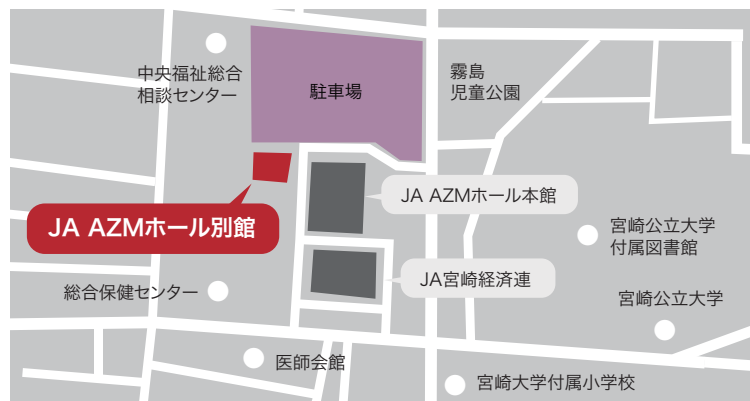 中央福祉総合
相談センター
駐車場
霧島
児童公園
JA AZMホール本館
JA AZMホール別館
宮崎公立大学
付属図書館
JA宮崎経済連
総合保健センター
宮崎公立大学
医師会館
宮崎大学付属小学校